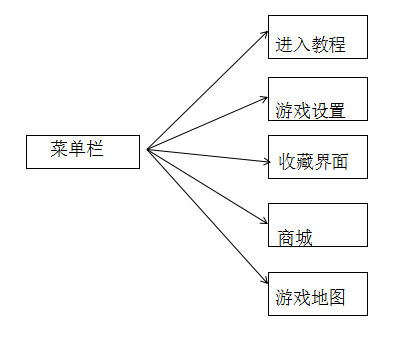 进入教程
游戏设置
菜单栏
收藏界面
商城
游戏地图